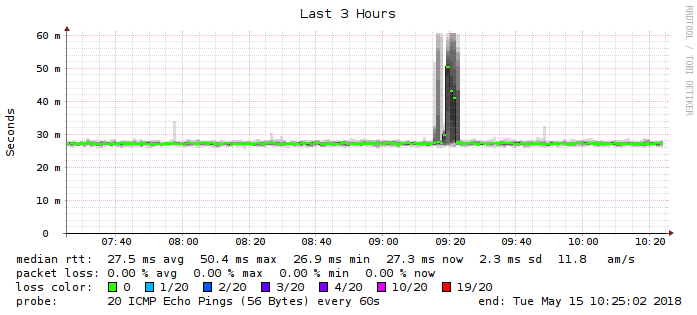 Last 3 Hours
RRDTOOL / TOBI OETIKER
Seconds
60 m
50 m
40 m
30 m
20 m
10 m
0
07:40 08:00 08:20 08:40 09:00 09:20 09:40 10:00 10:20
median rtt: 27.5 ms avg 50.4 ms max 26.9 ms min 27.3 ms now 2.3 ms sd 11.8 am/s
packet loss: 0.00 % avg 0.00 % max 0.00 % min 0.00 % now
loss color: 0 1/20 2/20 3/20 4/20 10/20 19/20
probe: 20 ICMP Echo Pings (56 Bytes) every 60s end: Tue May 15 10:25:02 2018